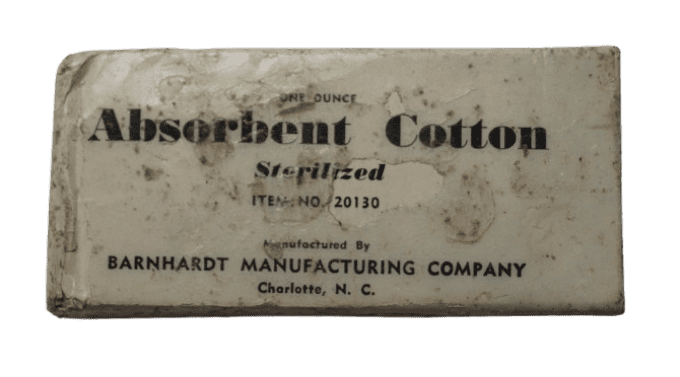 ONE OUNCE
Absorbent Cotton
Sterilized
ITEM NO. 20130
Manufactured By
BARNHARDT MANUFACTURING COMPANY
Charlotte, N. C.